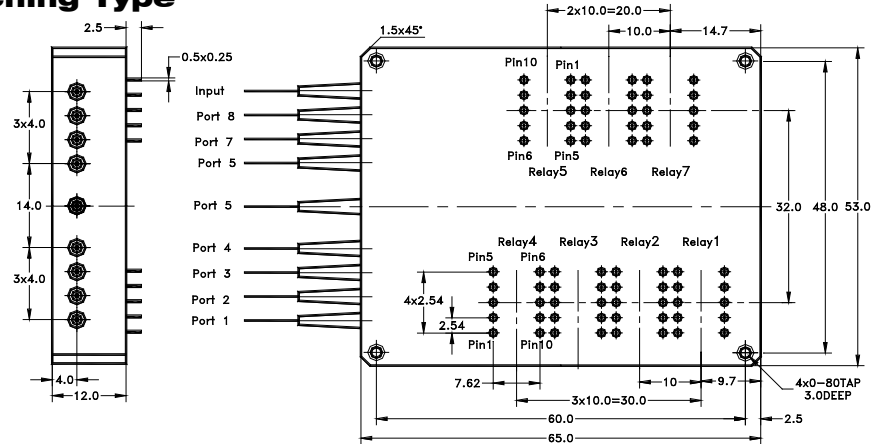 ning Type
2.5
0.5x0.25
3x4.0
14.0
3x4.0
4.0
12.0
Input
Port 8
Port 7
Port 5
Port 5
Port 4
Port 3
Port 2
Port 1
1.5x45°
2x10.0=20.0
10.0
14.7
Pin10
Pin1
Pin6
Pin5
Relay5
Relay6
Relay7
32.0
48.0
53.0
Relay4
Relay3
Relay2
Relay1
Pin5
Pin6
4x2.54
2.54
Pin1
Pin10
7.62
10
9.7
3x10.0=30.0
4x0-80TAP
3.0DEEP
60.0
2.5
65.0